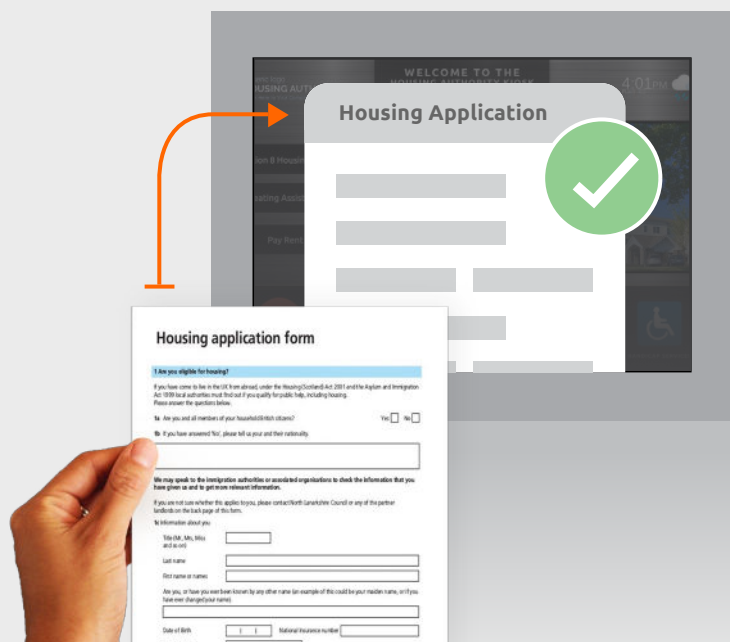 WELCOME TO THE
HOUSING AUTHORITY KIOSK
4:01PM
Housing Application
Pay Rent
Housing application form
1 Are you eligible for housing?
If you have come to live in the UK from abroad, under the Housing (Scotland) Act 2001 and the Asylum and Immigration
Act 1999 local authorities must find out if you qualify for public help, including housing.
Please answer the questions below.
1a Are you and all members of your household British citizens? Yes No
1b If you have answered 'No', please tell us your and their nationality.
We may speak to the immigration authorities or associated organisations to check the information that you
have given us and to get more relevant information.
If you are not sure whether this applies to you, please contact North Lanarkshire Council or any of the partner
landlords on the back page of this form.
1c Information about you
Title (Mr, Mrs, Miss
and so on)
Last name
First name or names
Are you, or have you ever been known by any other name (an example of this could be your maiden name, or if you
have ever changed your name).
Date of Birth National Insurance number